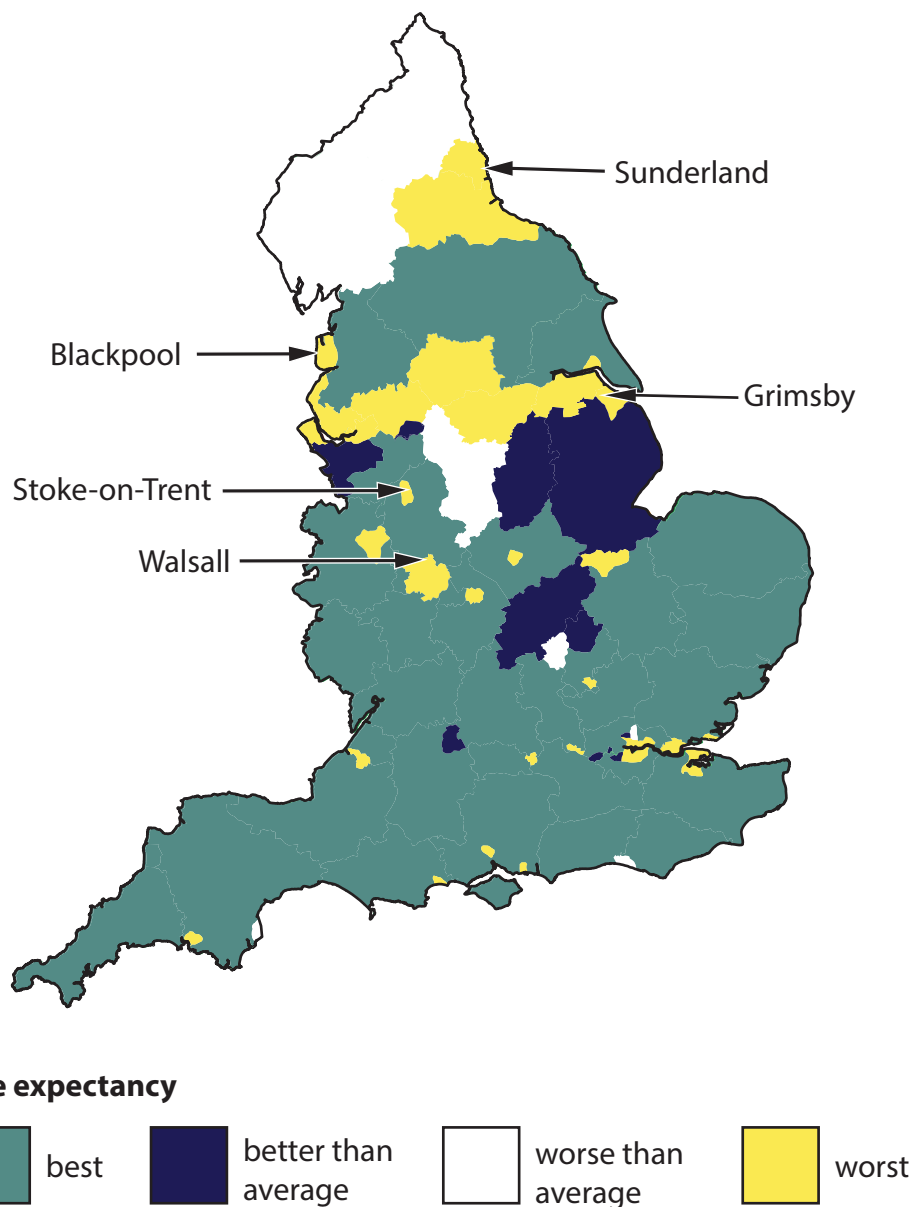 Sunderland
Blackpool
Grimsby
Stoke-on-Trent
Walsall
expectancy
best
better than
average
worse than
average
worst